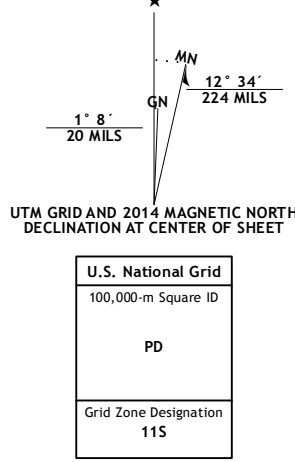 ★
MN
12° 34´
224 MILS
GN
1° 8´
20 MILS
UTM GRID AND 2014 MAGNETIC NORTH
DECLINATION AT CENTER OF SHEET
U.S. National Grid
100,000-m Square ID
PD
Grid Zone Designation
11S